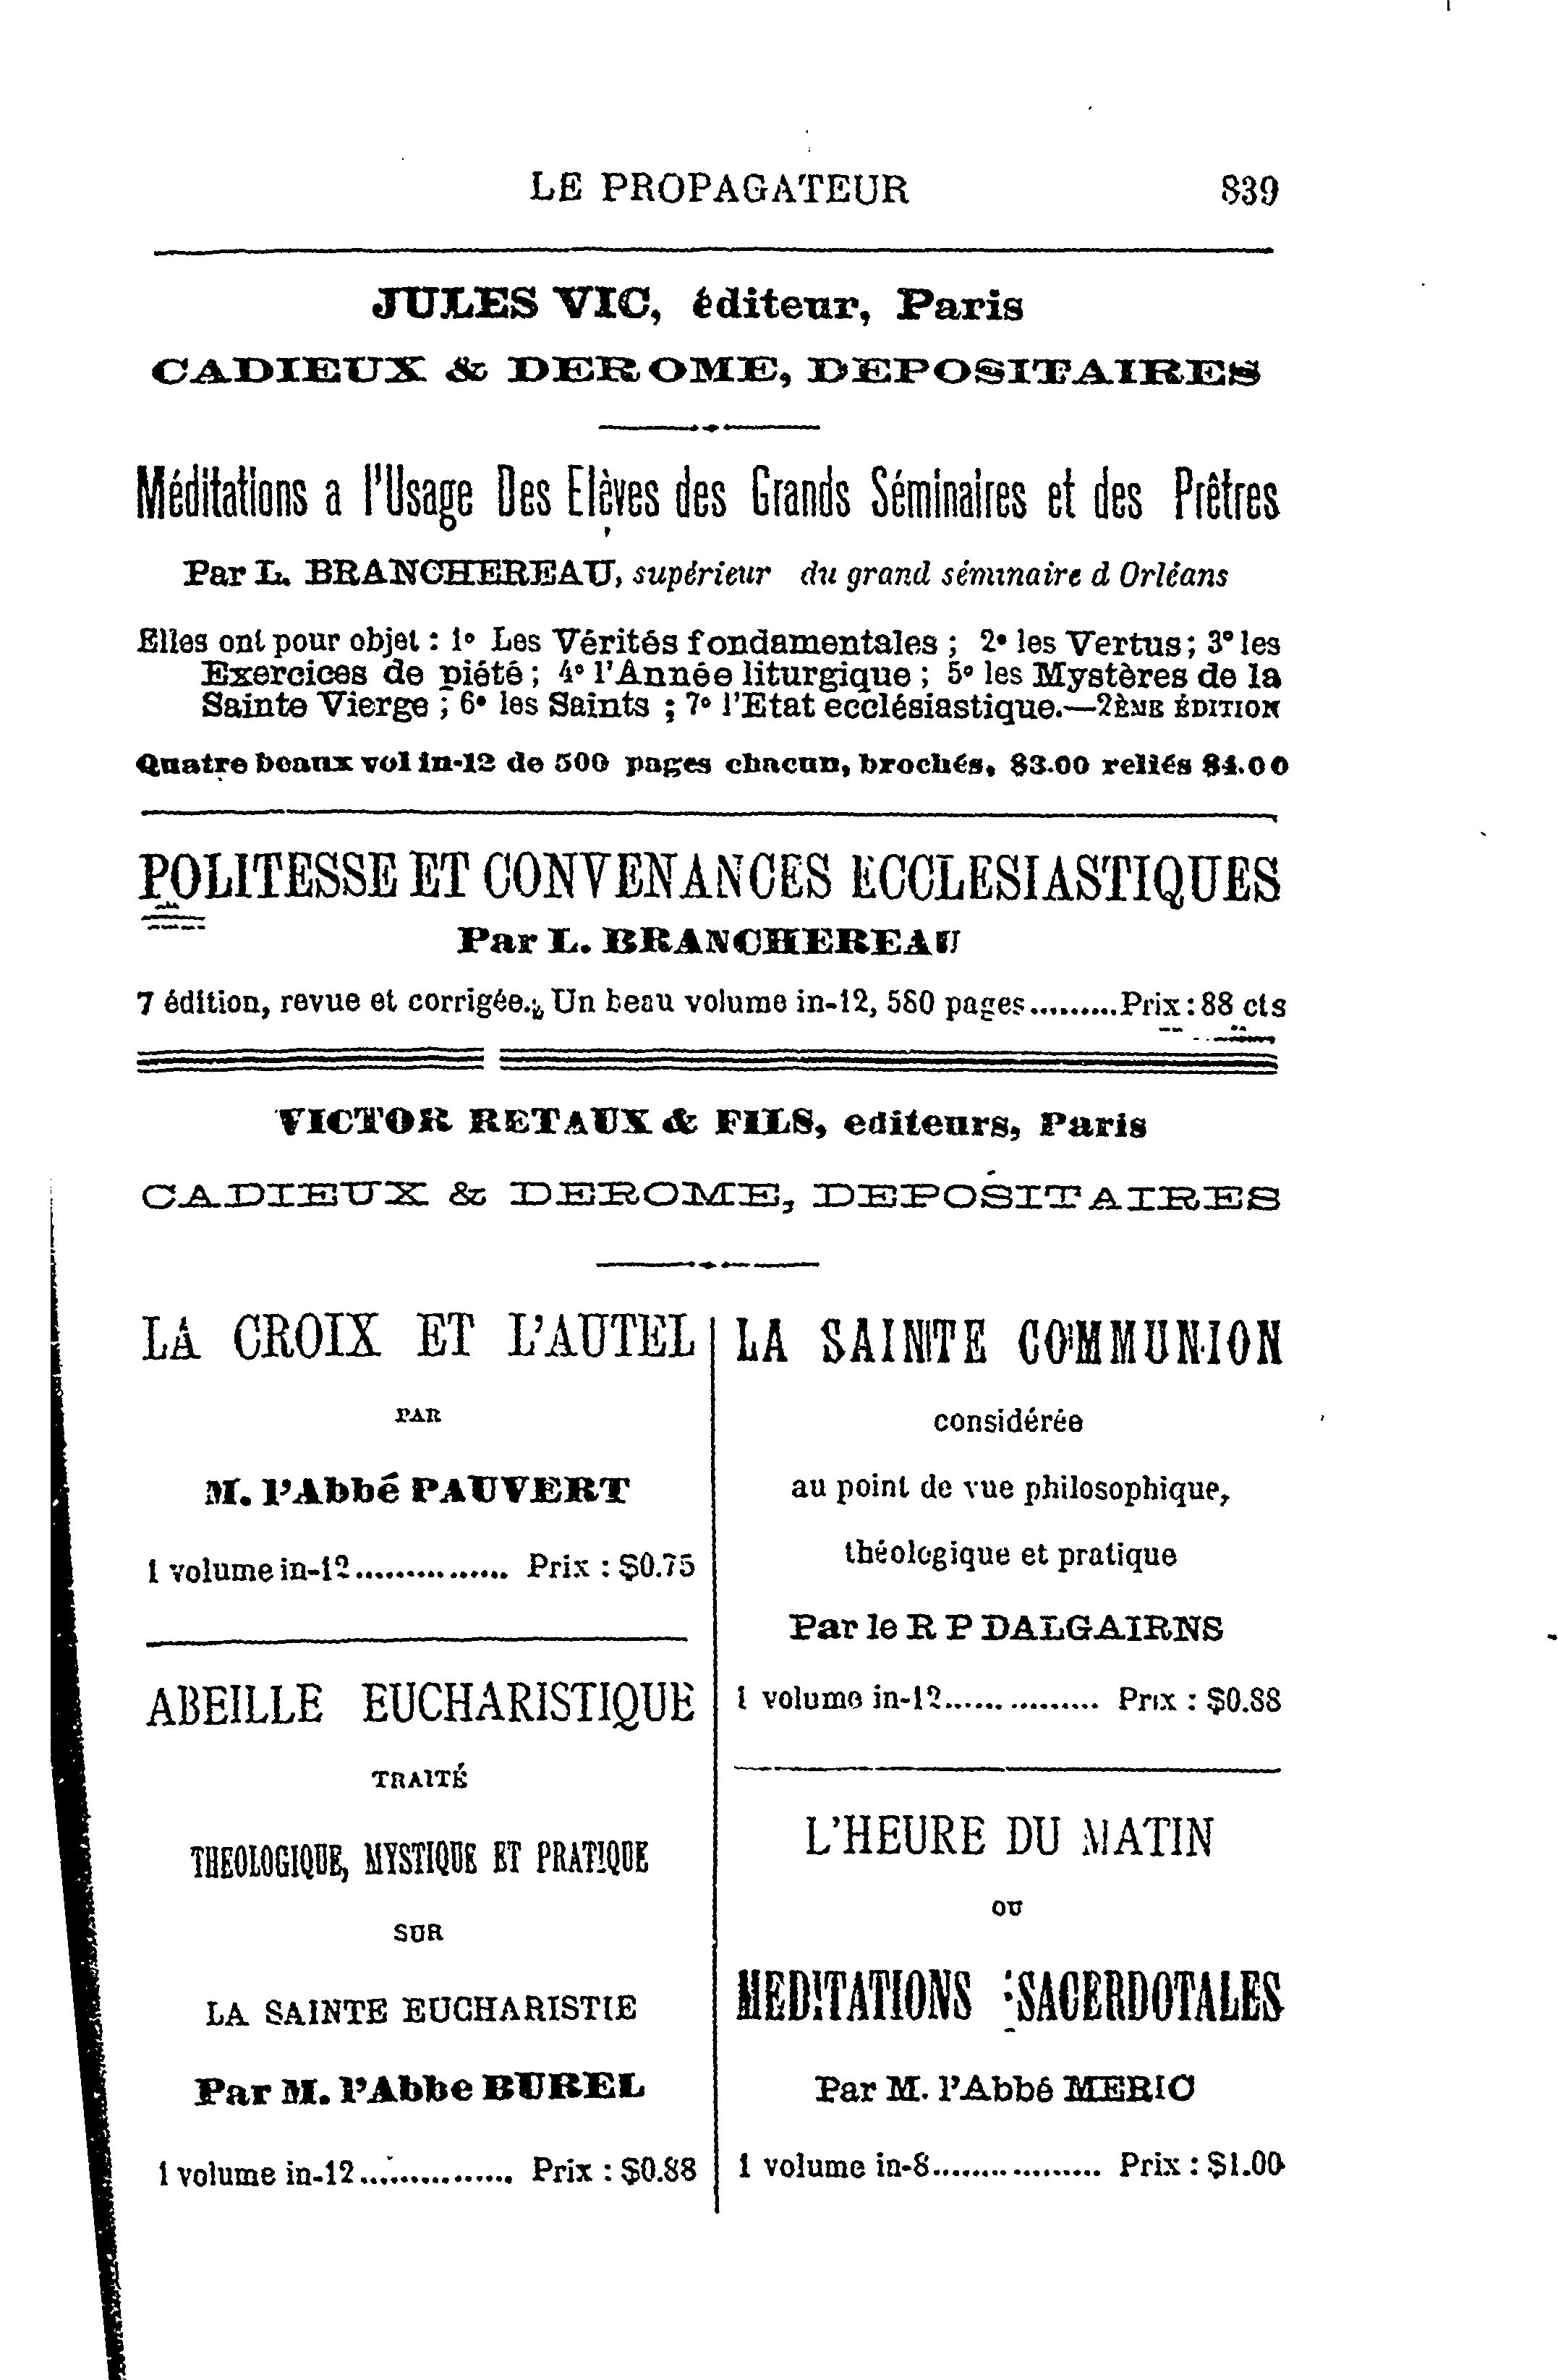 LE PROPAGATEUR 839
JULES VIC, éditeur, Paris
CADIEUX & DEROME, DEPOSITAIRES
Méditations a l'Usage Des Elèves des Grands Séminaires et des Prêtres
Par L. BRANCHEREAU, supérieur du grand séminaire d Orléans
Elles ont pour objet : 1° Les Vérités fondamentales ; 2° les Vertus ; 3° les
Exercices de piété ; 4° l'Année liturgique ; 5° les Mystères de la
Sainte Vierge ; 6° les Saints ; 7° l'Etat ecclésiastique.—2ÈME ÉDITION
Quatre beaux vol in-12 de 500 pages chacun, brochés, $3.00 reliés $4.00
POLITESSE ET CONVENANCES ECCLESIASTIQUES
Par L. BRANCHEREAU
7 édition, revue et corrigée. Un beau volume in-12, 580 pages.........Prix : 88 cts
VICTOR RETAUX & FILS, editeurs, Paris
CADIEUX & DEROME, DEPOSITAIRES
LA CROIX ET L'AUTEL
PAR
M. l'Abbé PAUVERT
1 volume in-12............... Prix : $0.75
ABEILLE EUCHARISTIQUE
TRAITÉ
THEOLOGIQUE, MYSTIQUE ET PRATIQUE
SUR
LA SAINTE EUCHARISTIE
Par M. l'Abbe BUREL
1 volume in-12............... Prix : $0.88
LA SAINTE COMMUNION
considérée
au point de vue philosophique,
théologique et pratique
Par le R P DALGAIRNS
1 volume in-12............... Prix : $0.88
L'HEURE DU MATIN
OU
MEDITATIONS SACERDOTALES
Par M. l'Abbé MERIC
1 volume in-8................. Prix : $1.00